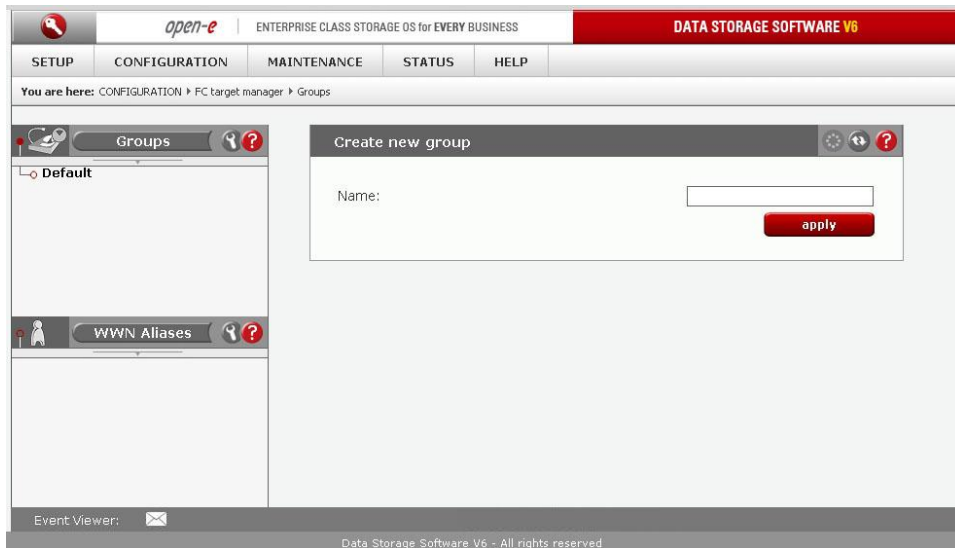 open-e ENTERPRISE CLASS STORAGE OS for EVERY BUSINESS DATA STORAGE SOFTWARE V6
SETUP CONFIGURATION MAINTENANCE STATUS HELP
You are here: CONFIGURATION ▸ FC target manager ▸ Groups
Groups ?
Default
Create new group ?
Name:
apply
WWN Aliases ?
Event Viewer:
Data Storage Software V6 - All rights reserved